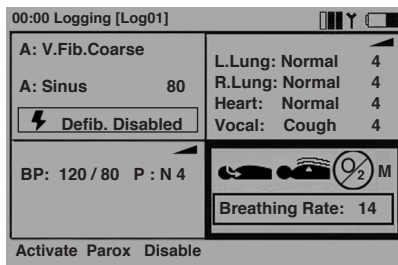 00:00 Logging [Log01]
A: V.Fib.Coarse
A: Sinus 80
Defib. Disabled
L.Lung: Normal 4
R.Lung: Normal 4
Heart: Normal 4
Vocal: Cough 4
BP: 120 / 80 P : N 4
O2 M
Breathing Rate: 14
Activate Parox Disable